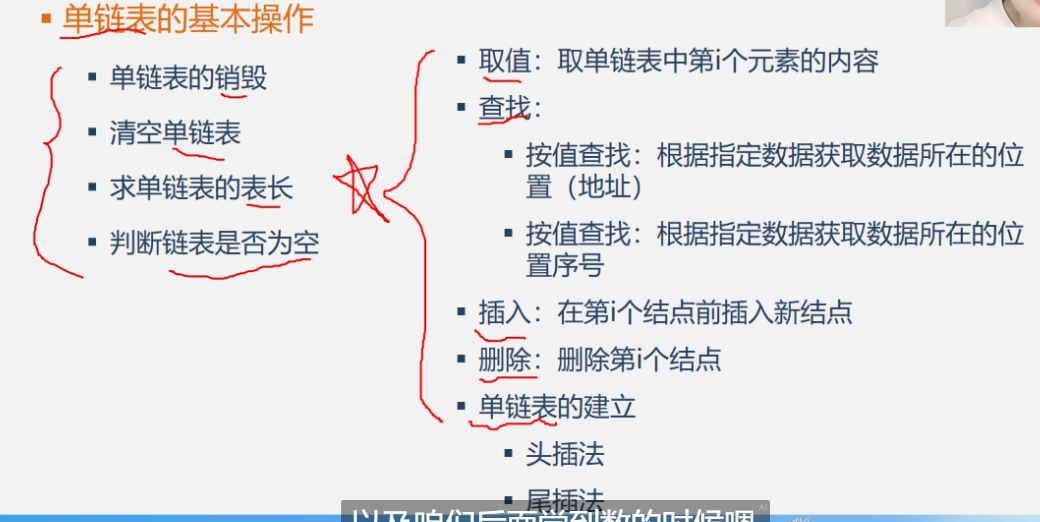 单链表的基本操作
单链表的销毁
清空单链表
求单链表的表长
判断链表是否为空
取值：取单链表中第i个元素的内容
查找：
按值查找：根据指定数据获取数据所在的位
置（地址）
按值查找：根据指定数据获取数据所在的位
置序号
插入：在第i个结点前插入新结点
删除：删除第i个结点
单链表的建立
头插法
尾插法
以及咱们后面学到数的时候嗯